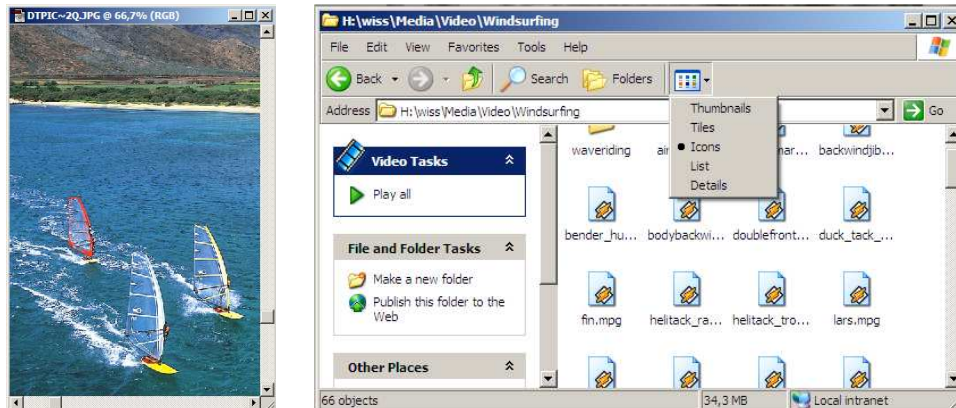 DTPIC~2Q.JPG @ 66,7% (RGB)
H:\wiss\Media\Video\Windsurfing
File Edit View Favorites Tools Help
Back Search Folders
Address H:\wiss\Media\Video\Windsurfing Go
Thumbnails
Tiles
Icons
List
Details
Video Tasks
Play all
File and Folder Tasks
Make a new folder
Publish this folder to the
Web
Other Places
waveriding backwindjib...
bender_hu... bodybackwi... doublefront... duck_tack_...
fin.mpg helitack_ra... helitack_tro... lars.mpg
66 objects 34,3 MB Local intranet